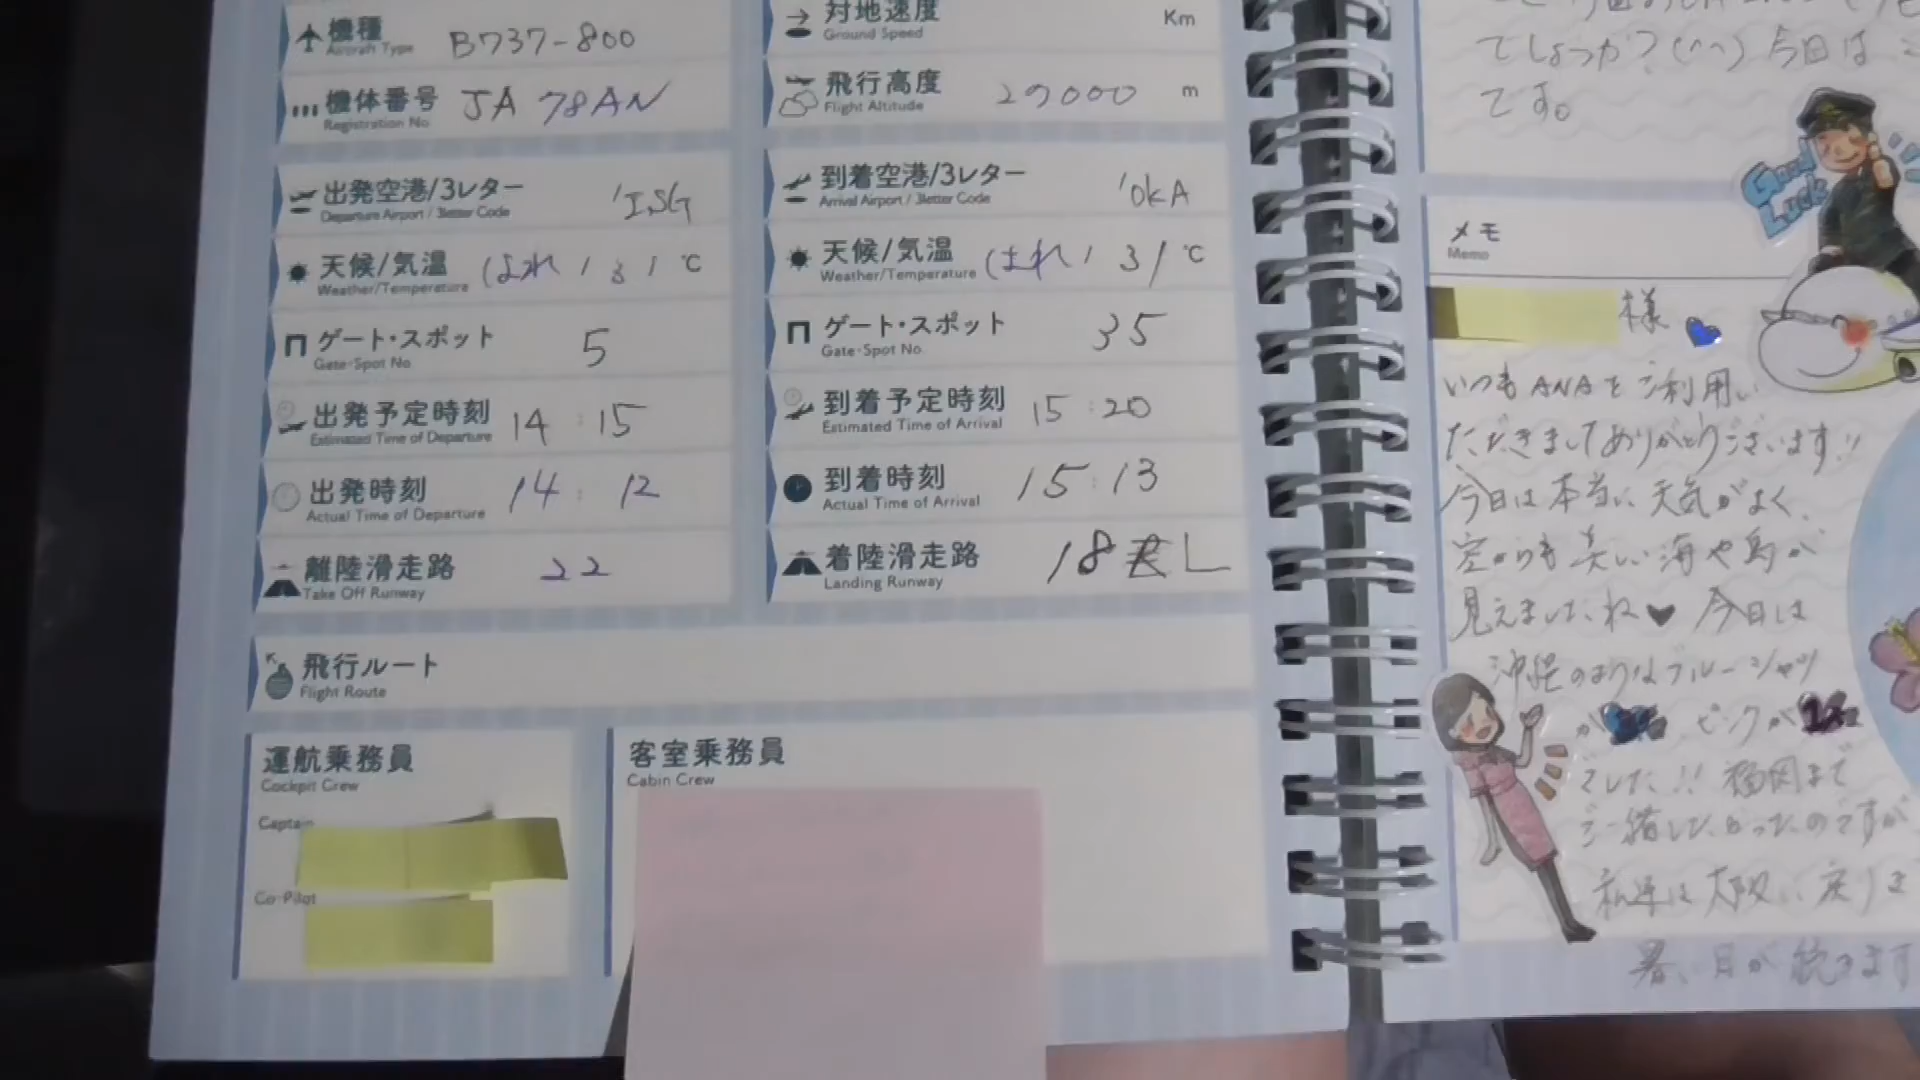 機種
Aircraft Type
B737-800
対地速度
Ground Speed
Km
機体番号
Registration No
JA 78AN
飛行高度
Flight Altitude
29000 m
出発空港/3レター
Departure Airport / 3letter Code
/ISG
到着空港/3レター
Arrival Airport / 3letter Code
/OKA
天候/気温
Weather/Temperature
はれ / 31 ℃
天候/気温
Weather/Temperature
はれ / 31 ℃
ゲート・スポット
Gate・Spot No
5
ゲート・スポット
Gate・Spot No.
35
出発予定時刻
Estimated Time of Departure
14:15
到着予定時刻
Estimated Time of Arrival
15:20
出発時刻
Actual Time of Departure
14:12
到着時刻
Actual Time of Arrival
15:13
離陸滑走路
Take Off Runway
22
着陸滑走路
Landing Runway
18 L
飛行ルート
Flight Route
運航乗務員
Cockpit Crew
Captain
Co-Pilot
客室乗務員
Cabin Crew
でしょうか?(^^) 今日は
です。
Good
Luck
メモ
Memo
様
いつもANAをご利用い
ただきましてありがとうございます!!
今日は本当に天気がよく、
空からも美しい海や島が
見えましたね♥ 今日は
沖縄のようなブルーシャツ
が ピンクが
でした!! 福岡まで
ご一緒したかったのですが
私達は大阪に戻りま
暑い日が続きます